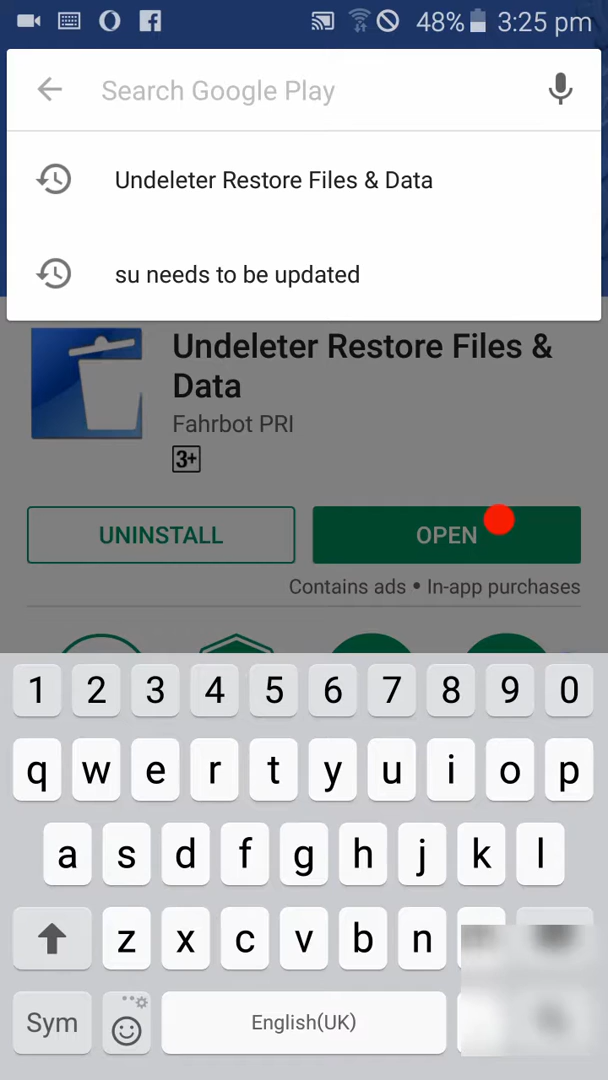 48% 3:25 pm
Search Google Play
Undeleter Restore Files & Data
su needs to be updated
Undeleter Restore Files &
Data
Fahrbot PRI
3+
UNINSTALL OPEN
Contains ads • In-app purchases
1 2 3 4 5 6 7 8 9 0
q w e r t y u i o p
a s d f g h j k l
z x c v b n
Sym English(UK)